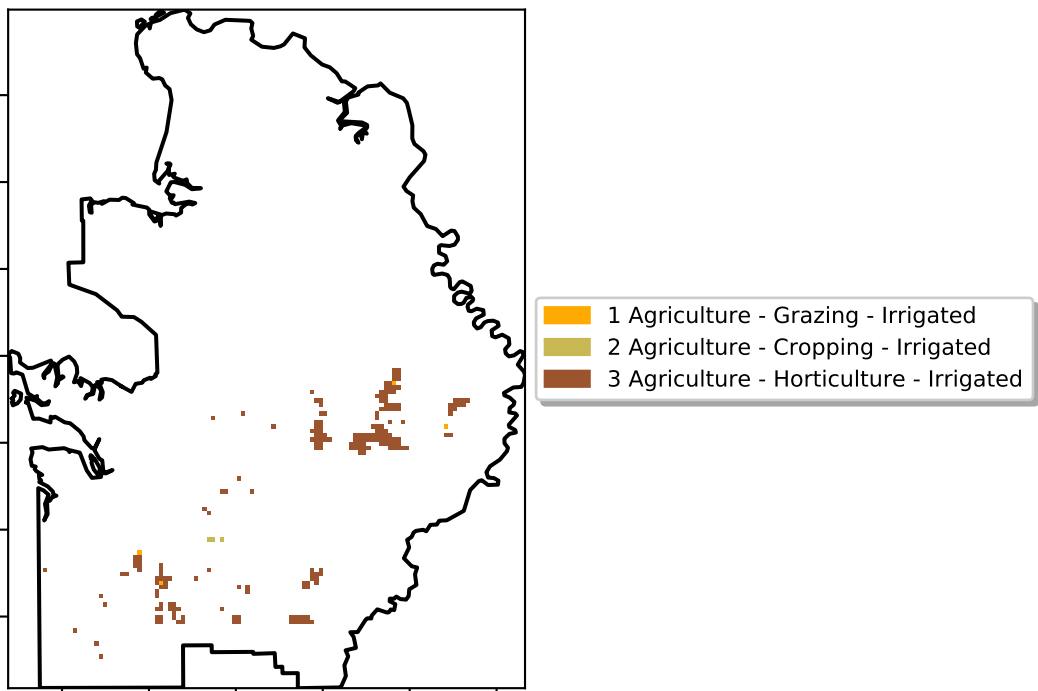 1 Agriculture - Grazing - Irrigated
2 Agriculture - Cropping - Irrigated
3 Agriculture - Horticulture - Irrigated